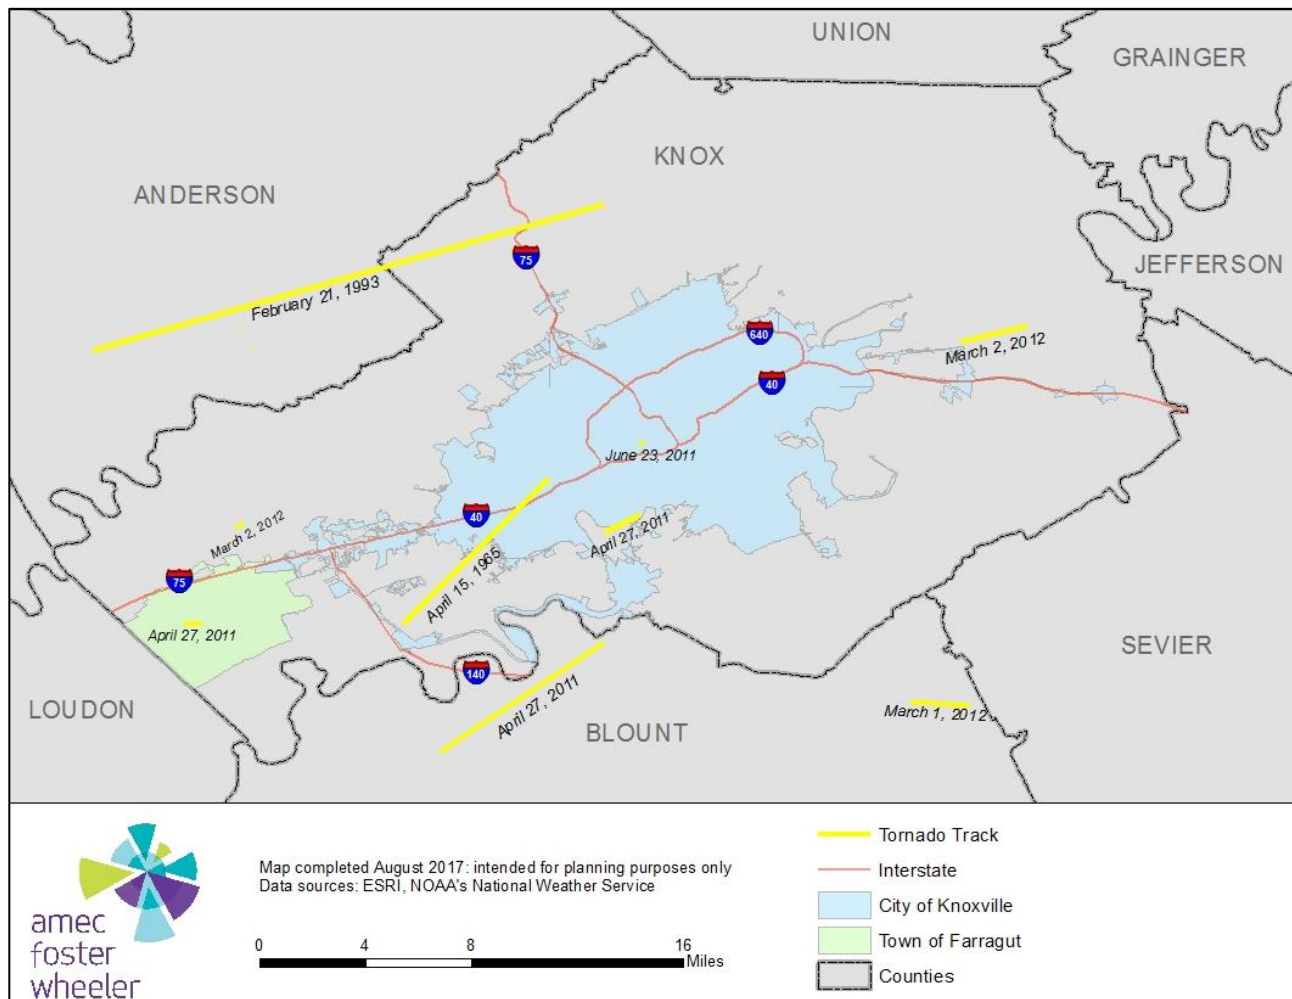 UNION
GRAINGER
KNOX
ANDERSON
JEFFERSON
75
February 21, 1993
640
March 2, 2012
40
June 23, 2011
40
March 2, 2012
April 27, 2011
April 15, 1965
75
April 27, 2011
SEVIER
140
LOUDON
April 27, 2011
BLOUNT
March 1, 2012
amec
foster
wheeler
Map completed August 2017: intended for planning purposes only
Data sources: ESRI, NOAA's National Weather Service
0 4 8 16
Miles
Tornado Track
Interstate
City of Knoxville
Town of Farragut
Counties